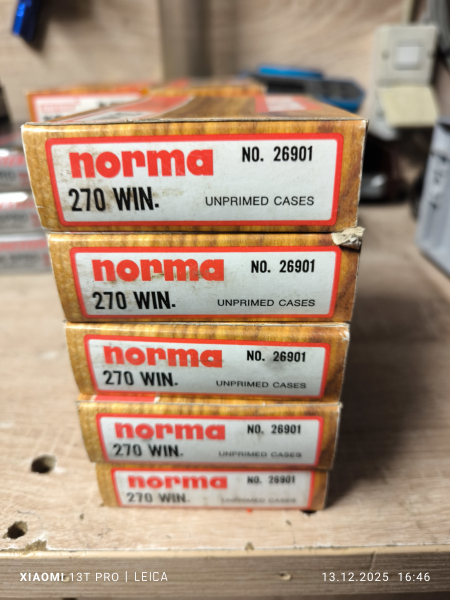 norma NO. 26901
270 WIN. UNPRIMED CASES
norma NO. 26901
270 WIN. UNPRIMED CASES
norma NO. 26901
270 WIN. UNPRIMED CASES
norma NO. 26901
270 WIN. UNPRIMED CASES
norma NO. 26901
270 WIN. UNPRIMED CASES
XIAOMI 13T PRO | LEICA 13.12.2025 16:46